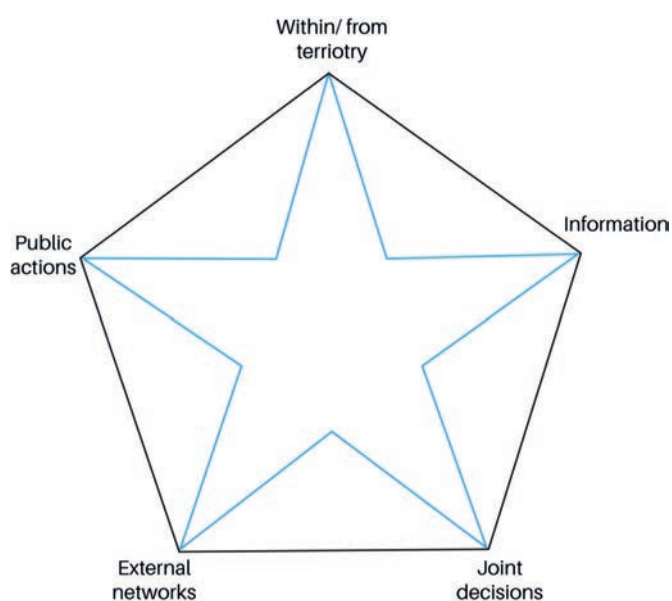 Within/ from
terriotry
Information
Public
actions
External
networks
Joint
decisions